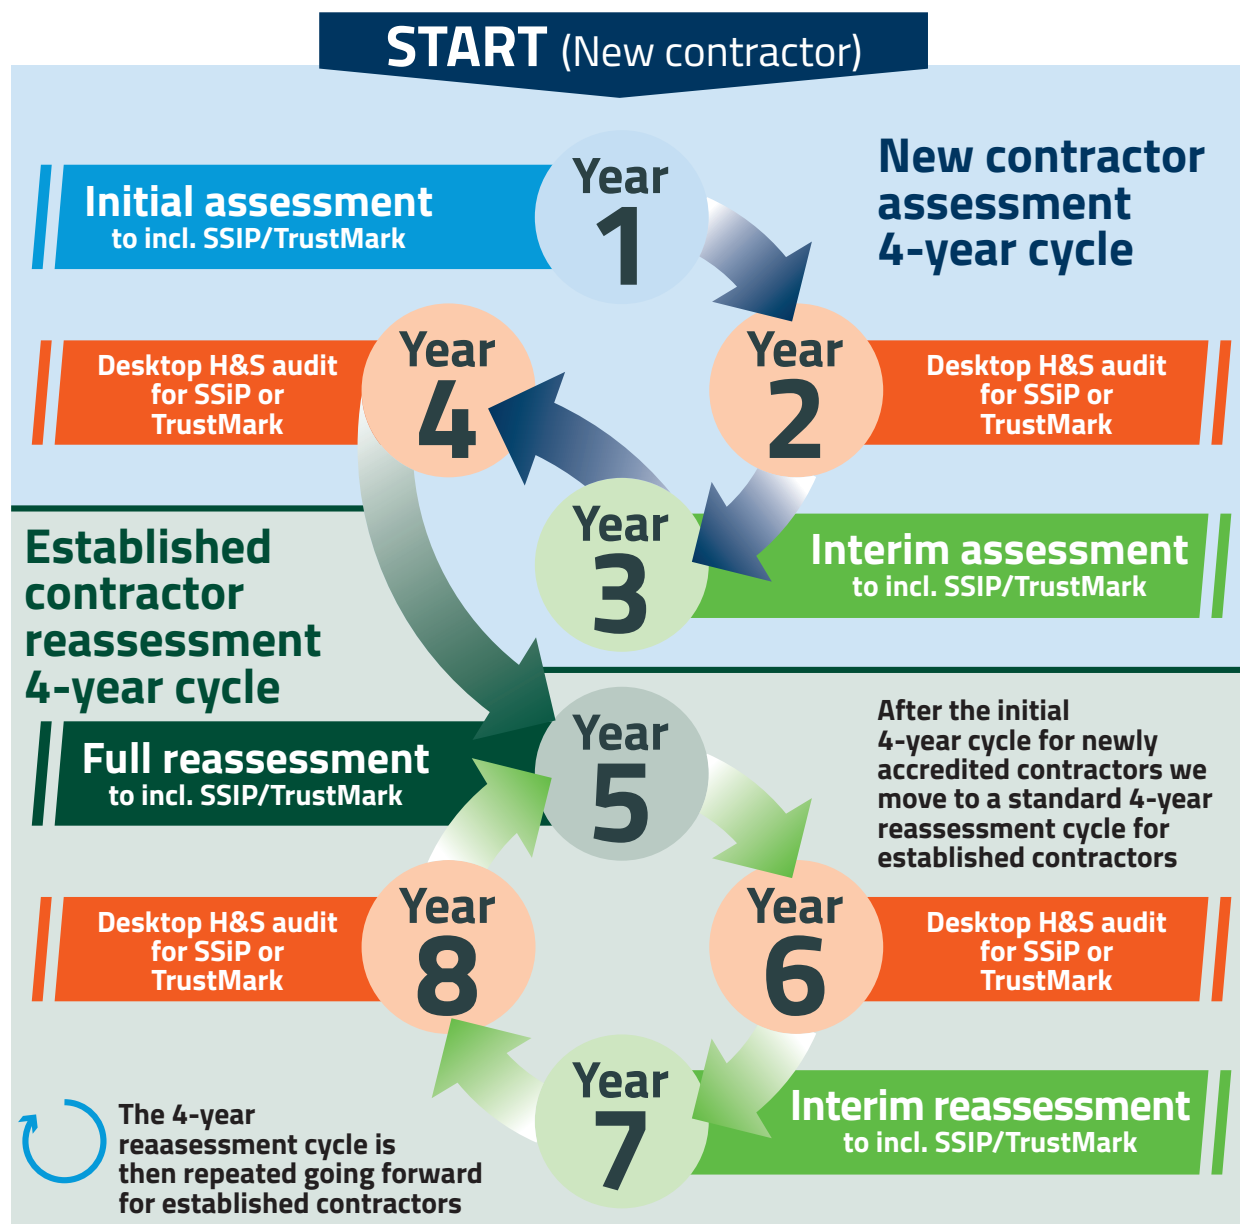 START (New contractor)
Year
1
Initial assessment
to incl. SSIP/TrustMark
New contractor
assessment
4-year cycle
Year
2
Desktop H&S audit
for SSiP or
TrustMark
Year
3
Interim assessment
to incl. SSIP/TrustMark
Year
4
Desktop H&S audit
for SSiP or
TrustMark
Established
contractor
reassessment
4-year cycle
Year
5
Full reassessment
to incl. SSIP/TrustMark
After the initial
4-year cycle for newly
accredited contractors we
move to a standard 4-year
reassessment cycle for
established contractors
Year
6
Desktop H&S audit
for SSiP or
TrustMark
Year
7
Interim reassessment
to incl. SSIP/TrustMark
Year
8
Desktop H&S audit
for SSiP or
TrustMark
The 4-year
reaasessment cycle is
then repeated going forward
for established contractors